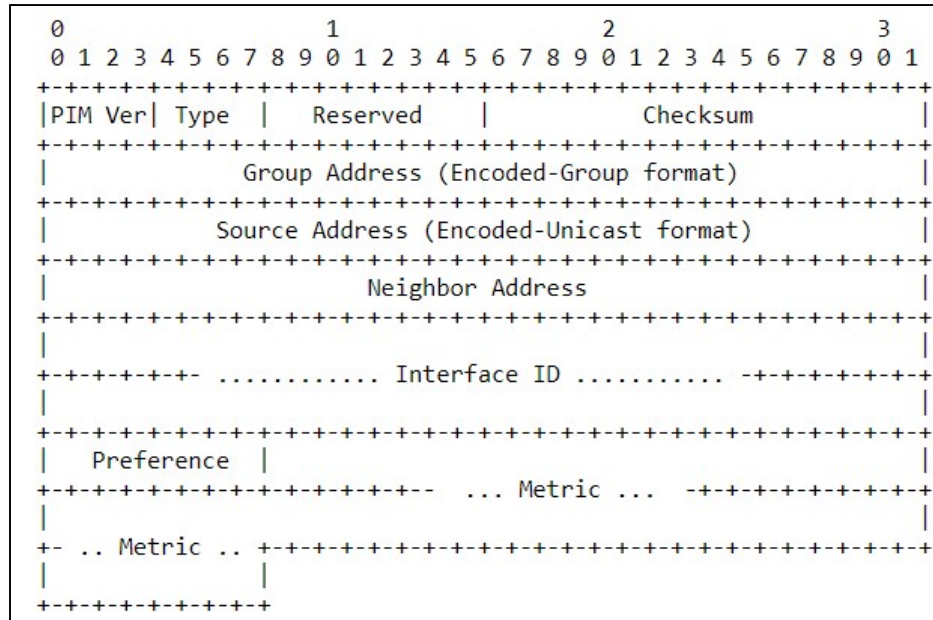 0                   1                   2                   3
0 1 2 3 4 5 6 7 8 9 0 1 2 3 4 5 6 7 8 9 0 1 2 3 4 5 6 7 8 9 0 1
+-+-+-+-+-+-+-+-+-+-+-+-+-+-+-+-+-+-+-+-+-+-+-+-+-+-+-+-+-+-+-+-+
|PIM Ver| Type  |   Reserved    |           Checksum            |
+-+-+-+-+-+-+-+-+-+-+-+-+-+-+-+-+-+-+-+-+-+-+-+-+-+-+-+-+-+-+-+-+
|              Group Address (Encoded-Group format)             |
+-+-+-+-+-+-+-+-+-+-+-+-+-+-+-+-+-+-+-+-+-+-+-+-+-+-+-+-+-+-+-+-+
|            Source Address (Encoded-Unicast format)            |
+-+-+-+-+-+-+-+-+-+-+-+-+-+-+-+-+-+-+-+-+-+-+-+-+-+-+-+-+-+-+-+-+
|                       Neighbor Address                        |
+-+-+-+-+-+-+-+-+-+-+-+-+-+-+-+-+-+-+-+-+-+-+-+-+-+-+-+-+-+-+-+-+
|                                                               |
+-+-+-+-+-+- ............ Interface ID ........... -+-+-+-+-+-+-+
|                                                               |
+-+-+-+-+-+-+-+-+-+-+-+-+-+-+-+-+-+-+-+-+-+-+-+-+-+-+-+-+-+-+-+-+
|   Preference  |                                               |
+-+-+-+-+-+-+-+-+-+-+-+-+-+--  ... Metric ...  -+-+-+-+-+-+-+-+-+
|                                                               |
+-  .. Metric .. +-+-+-+-+-+-+-+-+-+-+-+-+-+-+-+-+-+-+-+-+-+-+-+-+
|               |
+-+-+-+-+-+-+-+-+